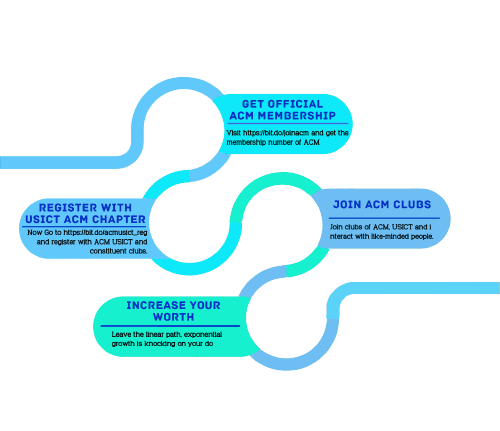 GET OFFICIAL
ACM MEMBERSHIP
Visit https://bit.do/joinacm and get the
membership number of ACM
REGISTER WITH
USICT ACM CHAPTER
Now Go to https://bit.do/acmusict_reg
and register with ACM USICT and
constituent clubs.
JOIN ACM CLUBS
Join clubs of ACM, USICT and i
nteract with like-minded people.
INCREASE YOUR
WORTH
Leave the linear path, exponential
growth is knocking on your do